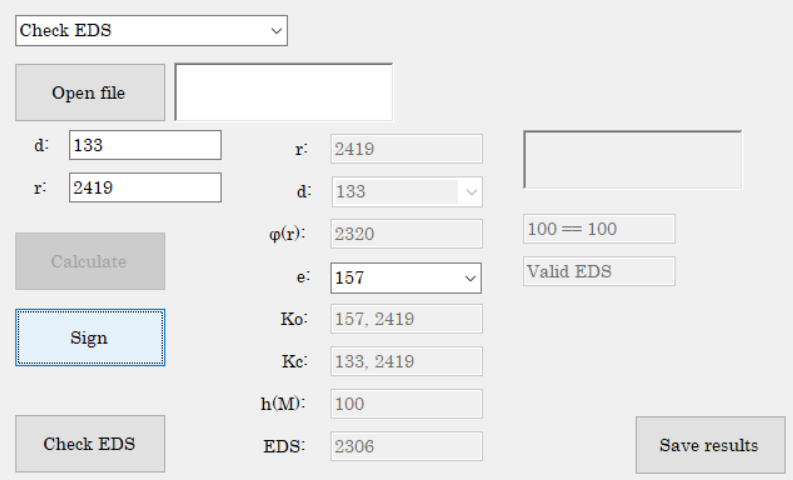 Check EDS
Open file
d: 133
r: 2419
Calculate
Sign
Check EDS
r: 2419
d: 133
φ(r): 2320
e: 157
Ko: 157, 2419
Kc: 133, 2419
h(M): 100
EDS: 2306
100 == 100
Valid EDS
Save results